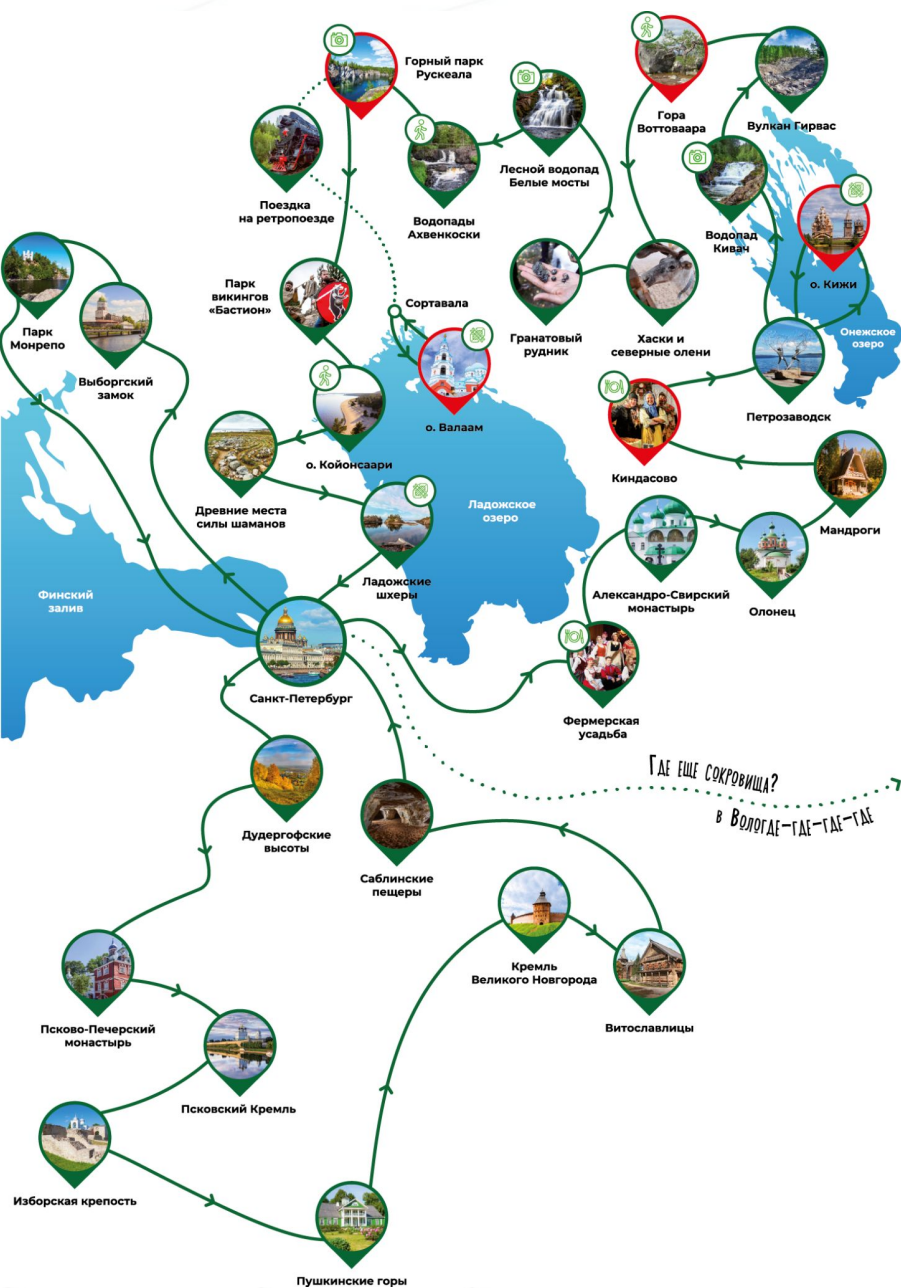 Горный парк
Рускеала
Гора
Воттоваара
Вулкан Гирвас
Лесной водопад
Белые мосты
Поездка
на ретропоезде
Водопады
Ахвенкоски
Водопад
Кивач
о. Кижи
Парк
викингов
«Бастион»
Сортавала
Гранатовый
рудник
Хаски и
северные олени
Онежское
озеро
Парк
Монрепо
Выборгский
замок
о. Валаам
Петрозаводск
о. Койонсаари
Киндасово
Древние места
силы шаманов
Ладожское
озеро
Мандроги
Ладожские
шхеры
Финский
залив
Александро-Свирский
монастырь
Олонец
Санкт-Петербург
Фермерская
усадьба
Где еще сокровища?
в Вологде-где-где-где
Дудергофские
высоты
Саблинские
пещеры
Кремль
Великого Новгорода
Витославлицы
Псково-Печерский
монастырь
Псковский Кремль
Изборская крепость
Пушкинские горы